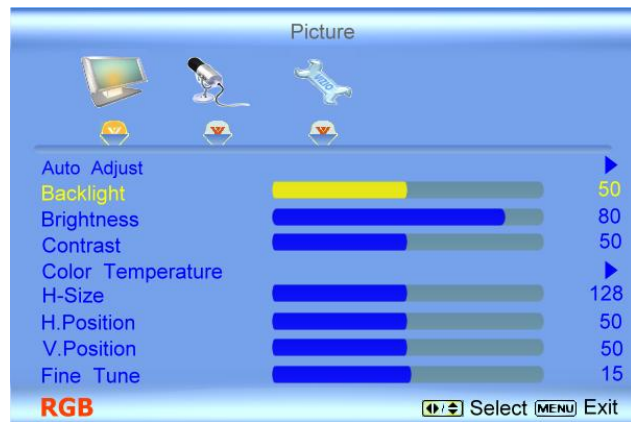 Picture
VIZIO
Auto Adjust
Backlight 50
Brightness 80
Contrast 50
Color Temperature
H-Size 128
H.Position 50
V.Position 50
Fine Tune 15
RGB Select MENU Exit